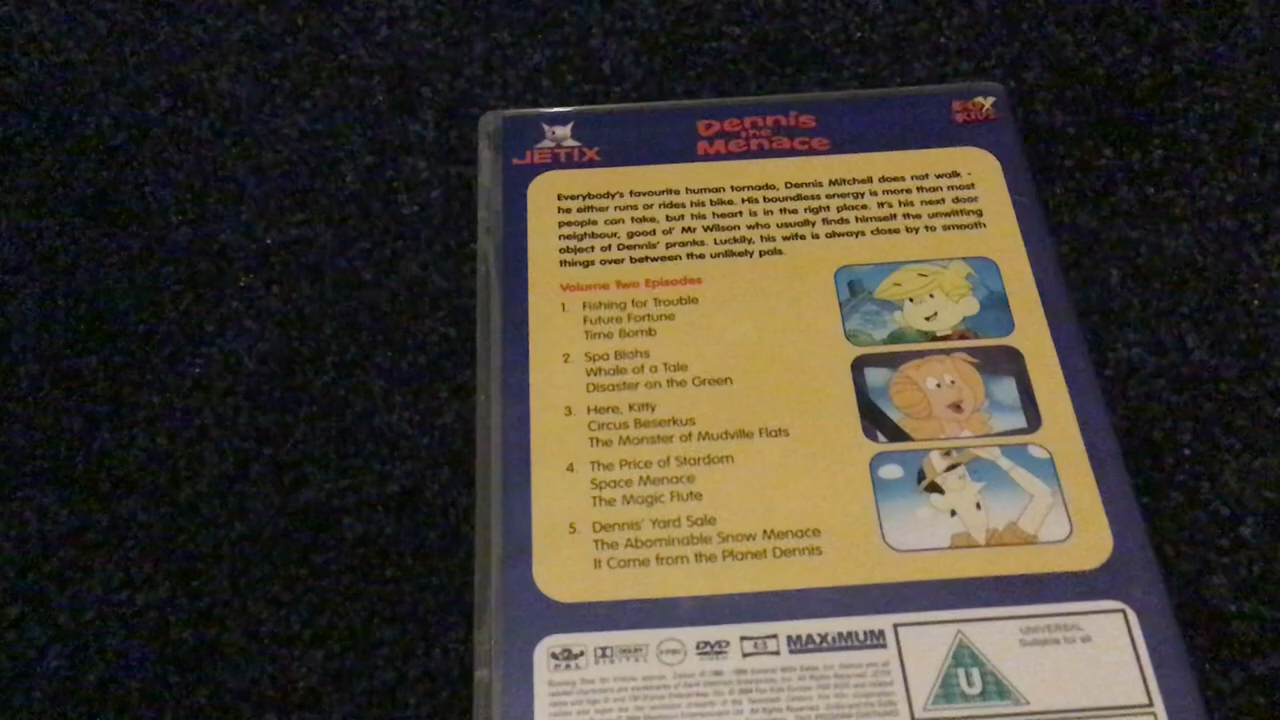 JETIX
Dennis
the
Menace
FOX
KIDS
Everybody's favourite human tornado, Dennis Mitchell does not walk -
he either runs or rides his bike. His boundless energy is more than most
people can take, but his heart is in the right place. It's his next door
neighbour, good ol' Mr Wilson who usually finds himself the unwitting
object of Dennis' pranks. Luckily, his wife is always close by to smooth
things over between the unlikely pals.
Volume Two Episodes
1. Fishing for Trouble
Future Fortune
Time Bomb
2. Spa Blahs
Whale of a Tale
Disaster on the Green
3. Here, Kitty
Circus Beserkus
The Monster of Mudville Flats
4. The Price of Stardom
Space Menace
The Magic Flute
5. Dennis' Yard Sale
The Abominable Snow Menace
It Came from the Planet Dennis
PAL
DOLBY
DIGITAL
DVD
VIDEO
4:3
MAXIMUM
UNIVERSAL
Suitable for all
U